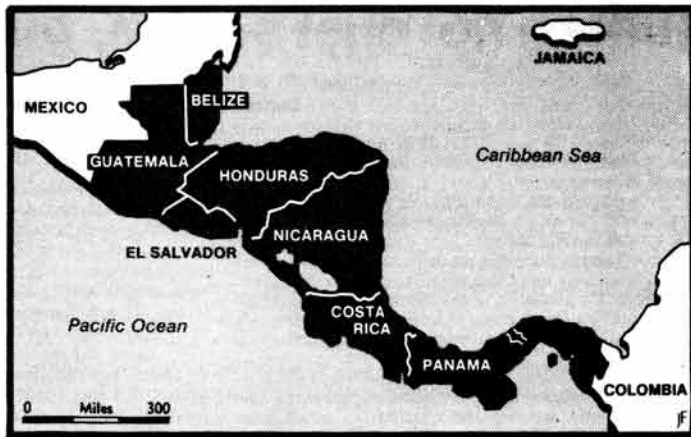 JAMAICA
MEXICO
BELIZE
GUATEMALA
Caribbean Sea
HONDURAS
NICARAGUA
EL SALVADOR
COSTA
RICA
Pacific Ocean
PANAMA
COLOMBIA
0 Miles 300
JF